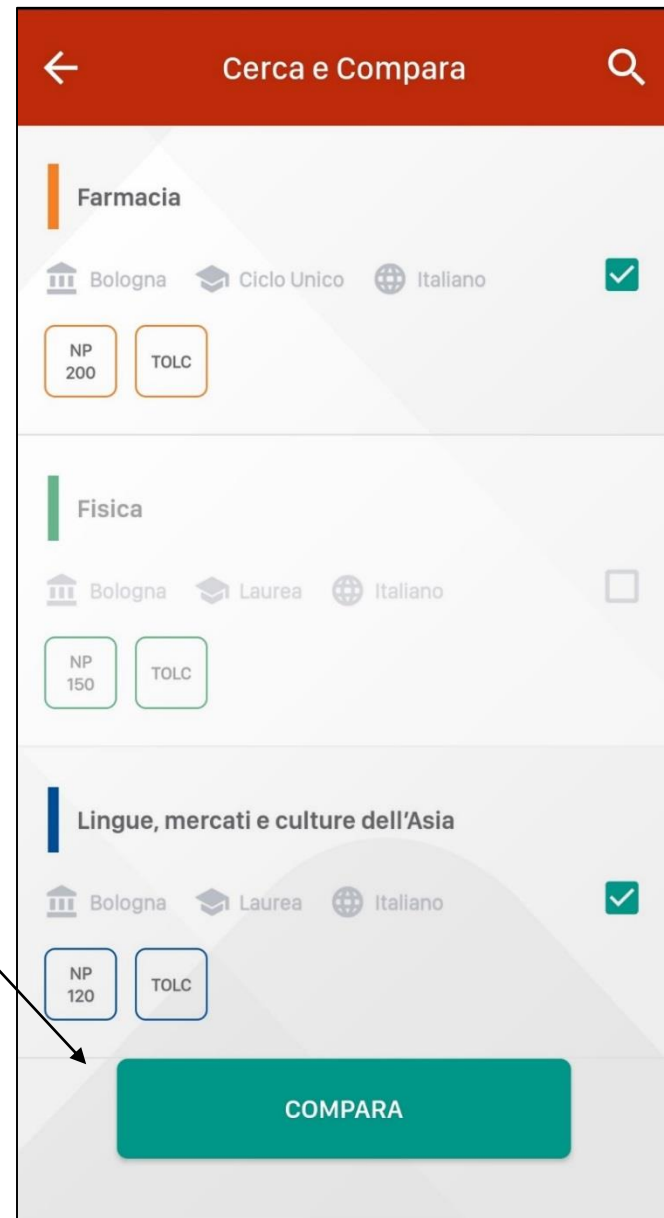 Cerca e Compara
Farmacia
Bologna Ciclo Unico Italiano
NP
200
TOLC
Fisica
Bologna Laurea Italiano
NP
150
TOLC
Lingue, mercati e culture dell'Asia
Bologna Laurea Italiano
NP
120
TOLC
COMPARA